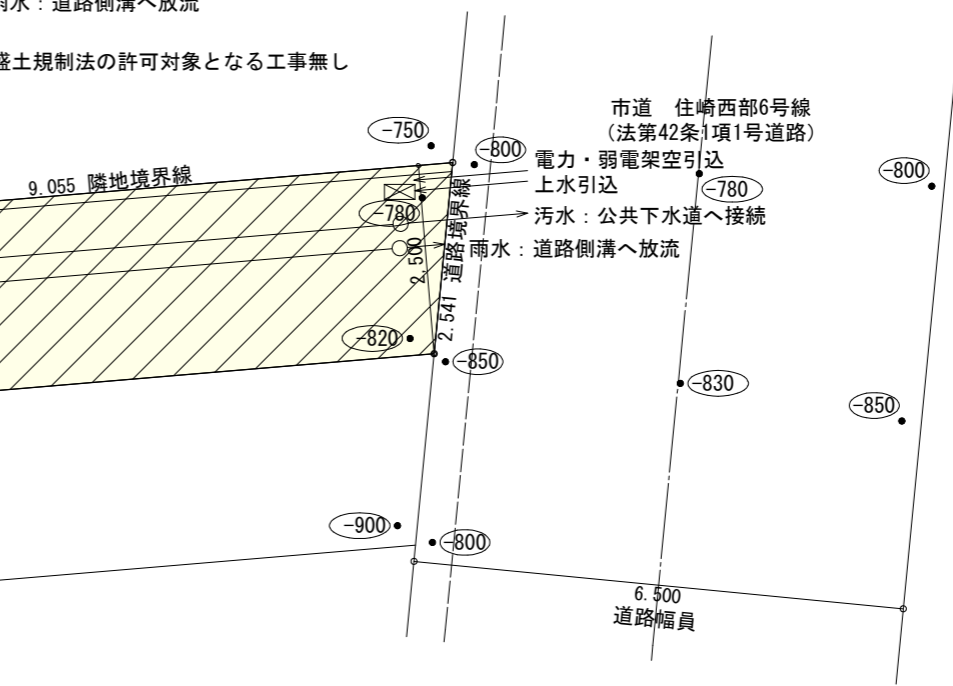 雨水：道路側溝へ放流
盛土規制法の許可対象となる工事無し
市道　住崎西部6号線
（法第42条1項1号道路）
-750
-800
電力・弱電架空引込
-800
上水引込
-780
9.055 隣地境界線
-780
汚水：公共下水道へ接続
雨水：道路側溝へ放流
2.500
2.541 道路境界線
-820
-850
-830
-850
-900
-800
6.500
道路幅員